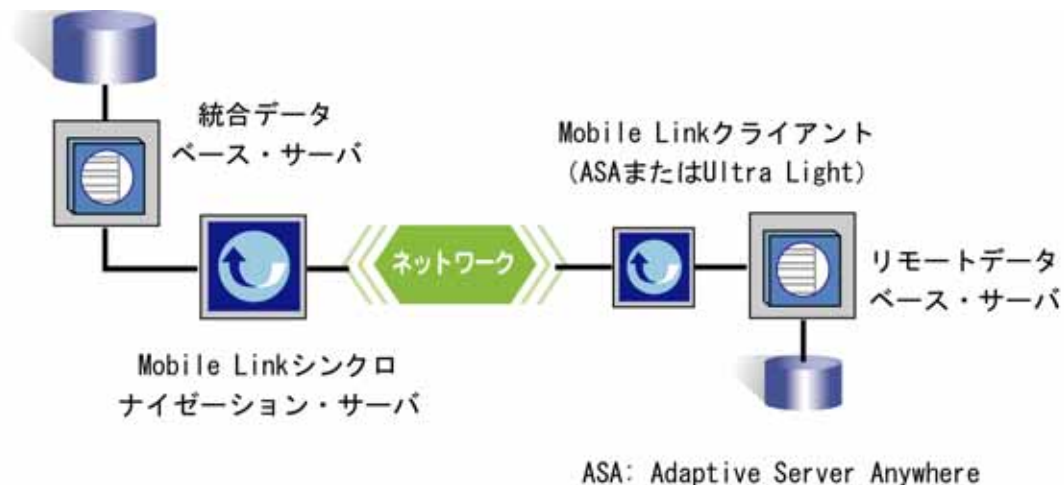 統合データ
ベース・サーバ
Mobile Linkクライアント
(ASAまたはUltra Light)
ネットワーク
リモートデータ
ベース・サーバ
Mobile Linkシンクロ
ナイゼーション・サーバ
ASA: Adaptive Server Anywhere